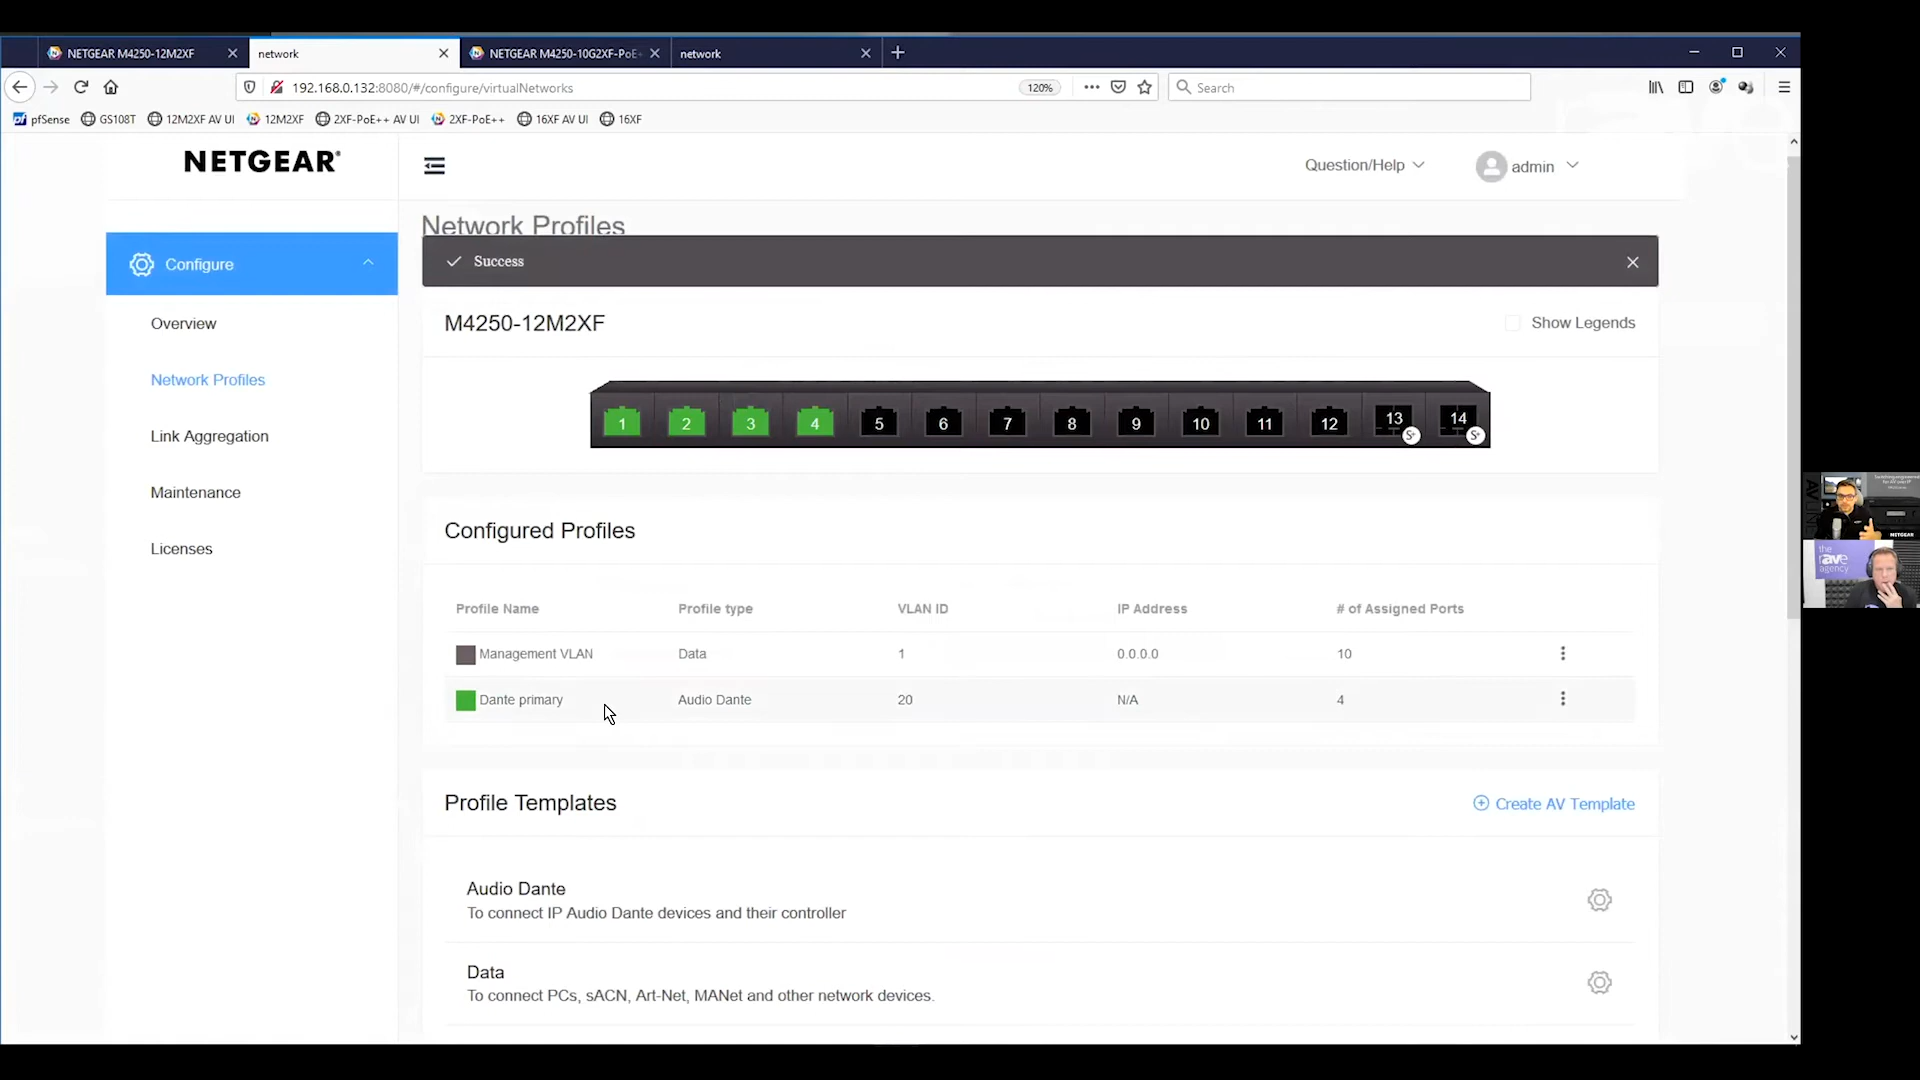 NETGEAR M4250-12M2XF
network
NETGEAR M4250-10G2XF-PoE+
network
192.168.0.132:8080/#/configure/virtualNetworks
120%
Search
pfSense
GS108T
12M2XF AV UI
12M2XF
2XF-PoE++ AV UI
2XF-PoE++
16XF AV UI
16XF
NETGEAR
Question/Help
admin
Network Profiles
Configure
Success
Overview
M4250-12M2XF
Show Legends
Network Profiles
1 2 3 4 5 6 7 8 9 10 11 12 13 14
S+ S+
Link Aggregation
Maintenance
Licenses
Configured Profiles
Profile Name Profile type VLAN ID IP Address # of Assigned Ports
Management VLAN Data 1 0.0.0.0 10
Dante primary Audio Dante 20 N/A 4
Profile Templates
Create AV Template
Audio Dante
To connect IP Audio Dante devices and their controller
Data
To connect PCs, sACN, Art-Net, MANet and other network devices.
NETGEAR
the
rave
agency